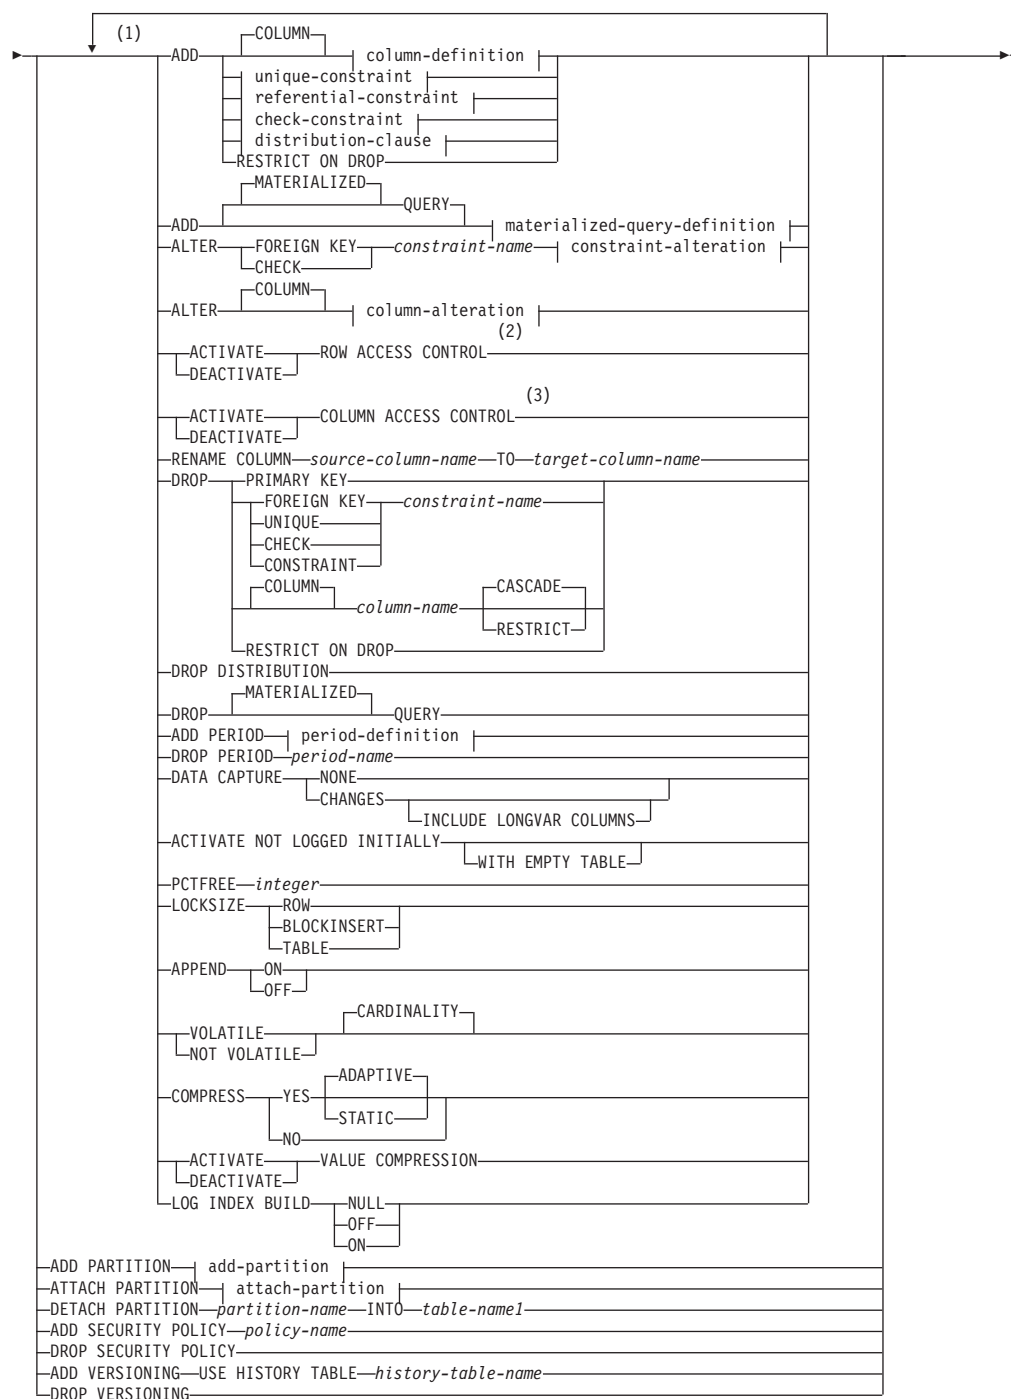 (1)
COLUMN
ADD column-definition
unique-constraint
referential-constraint
check-constraint
distribution-clause
RESTRICT ON DROP
MATERIALIZED
QUERY
ADD materialized-query-definition
ALTER FOREIGN KEY constraint-name constraint-alteration
CHECK
COLUMN
ALTER column-alteration
(2)
ACTIVATE ROW ACCESS CONTROL
DEACTIVATE
(3)
ACTIVATE COLUMN ACCESS CONTROL
DEACTIVATE
RENAME COLUMN source-column-name TO target-column-name
DROP PRIMARY KEY
FOREIGN KEY constraint-name
UNIQUE
CHECK
CONSTRAINT
COLUMN CASCADE
column-name
RESTRICT
RESTRICT ON DROP
DROP DISTRIBUTION
MATERIALIZED
DROP QUERY
ADD PERIOD period-definition
DROP PERIOD period-name
DATA CAPTURE NONE
CHANGES
INCLUDE LONGVAR COLUMNS
ACTIVATE NOT LOGGED INITIALLY
WITH EMPTY TABLE
PCTFREE integer
LOCKSIZE ROW
BLOCKINSERT
TABLE
APPEND ON
OFF
CARDINALITY
VOLATILE
NOT VOLATILE
ADAPTIVE
COMPRESS YES
STATIC
NO
ACTIVATE VALUE COMPRESSION
DEACTIVATE
LOG INDEX BUILD NULL
OFF
ON
ADD PARTITION add-partition
ATTACH PARTITION attach-partition
DETACH PARTITION partition-name INTO table-name1
ADD SECURITY POLICY policy-name
DROP SECURITY POLICY
ADD VERSIONING USE HISTORY TABLE history-table-name
DROP VERSIONING